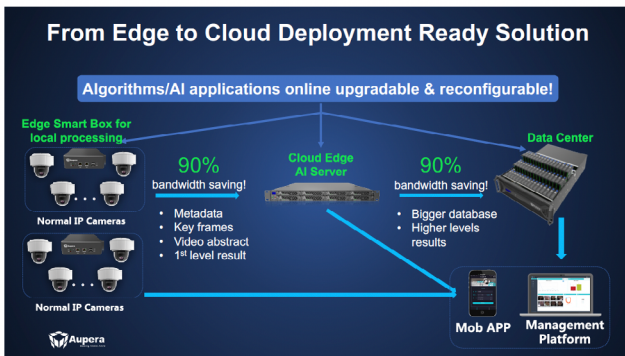 From Edge to Cloud Deployment Ready Solution
Algorithms/AI applications online upgradable & reconfigurable!
Edge Smart Box for
local processing
Normal IP Cameras
90%
bandwidth saving!
• Metadata
• Key frames
• Video abstract
• 1st level result
Cloud Edge
AI Server
90%
bandwidth saving!
• Bigger database
• Higher levels
results
Data Center
Normal IP Cameras
Mob APP
Management
Platform
Aupera